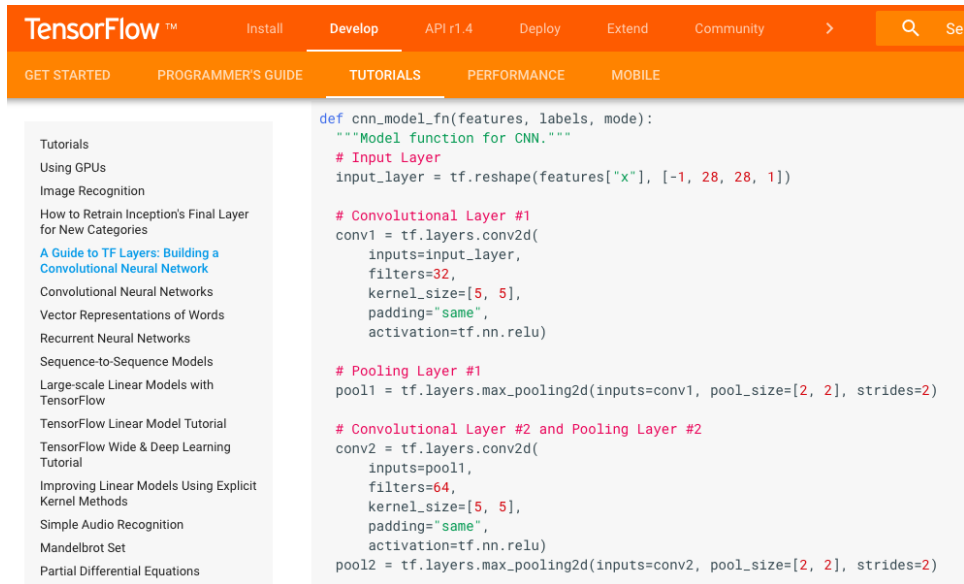 TensorFlow ™
Install
Develop
API r1.4
Deploy
Extend
Community
>
Se
GET STARTED
PROGRAMMER'S GUIDE
TUTORIALS
PERFORMANCE
MOBILE
Tutorials
Using GPUs
Image Recognition
How to Retrain Inception's Final Layer
for New Categories
A Guide to TF Layers: Building a
Convolutional Neural Network
Convolutional Neural Networks
Vector Representations of Words
Recurrent Neural Networks
Sequence-to-Sequence Models
Large-scale Linear Models with
TensorFlow
TensorFlow Linear Model Tutorial
TensorFlow Wide & Deep Learning
Tutorial
Improving Linear Models Using Explicit
Kernel Methods
Simple Audio Recognition
Mandelbrot Set
Partial Differential Equations
def cnn_model_fn(features, labels, mode):
  """Model function for CNN."""
  # Input Layer
  input_layer = tf.reshape(features["x"], [-1, 28, 28, 1])

  # Convolutional Layer #1
  conv1 = tf.layers.conv2d(
      inputs=input_layer,
      filters=32,
      kernel_size=[5, 5],
      padding="same",
      activation=tf.nn.relu)

  # Pooling Layer #1
  pool1 = tf.layers.max_pooling2d(inputs=conv1, pool_size=[2, 2], strides=2)

  # Convolutional Layer #2 and Pooling Layer #2
  conv2 = tf.layers.conv2d(
      inputs=pool1,
      filters=64,
      kernel_size=[5, 5],
      padding="same",
      activation=tf.nn.relu)
  pool2 = tf.layers.max_pooling2d(inputs=conv2, pool_size=[2, 2], strides=2)